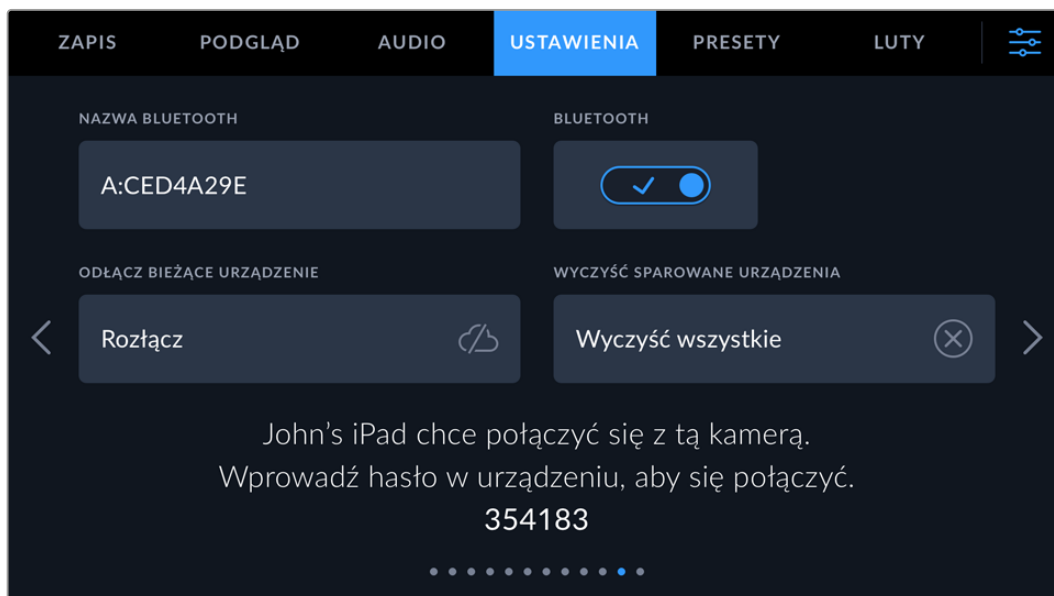 ZAPIS PODGLĄD AUDIO USTAWIENIA PRESETY LUTY
NAZWA BLUETOOTH BLUETOOTH
A:CED4A29E
ODŁĄCZ BIEŻĄCE URZĄDZENIE WYCZYŚĆ SPAROWANE URZĄDZENIA
Rozłącz Wyczyść wszystkie
John’s iPad chce połączyć się z tą kamerą.
Wprowadź hasło w urządzeniu, aby się połączyć.
354183